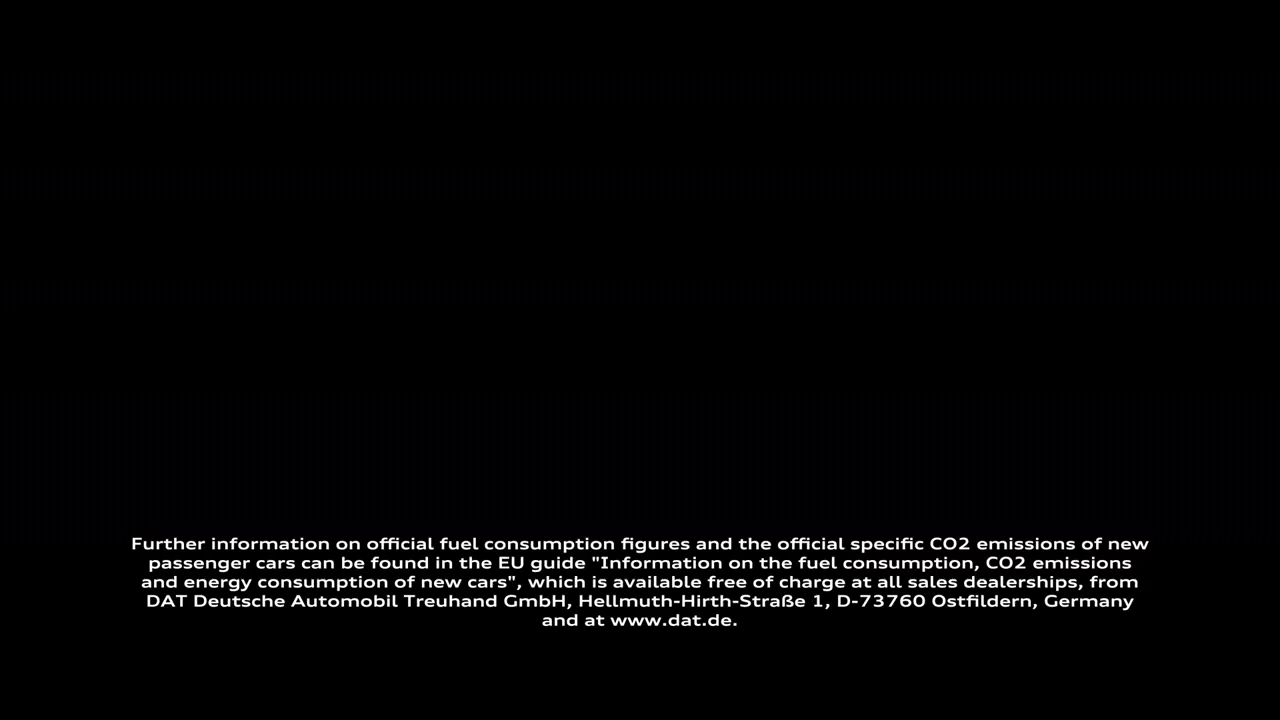 Further information on official fuel consumption figures and the official specific CO2 emissions of new
passenger cars can be found in the EU guide "Information on the fuel consumption, CO2 emissions
and energy consumption of new cars", which is available free of charge at all sales dealerships, from
DAT Deutsche Automobil Treuhand GmbH, Hellmuth-Hirth-Straße 1, D-73760 Ostfildern, Germany
and at www.dat.de.